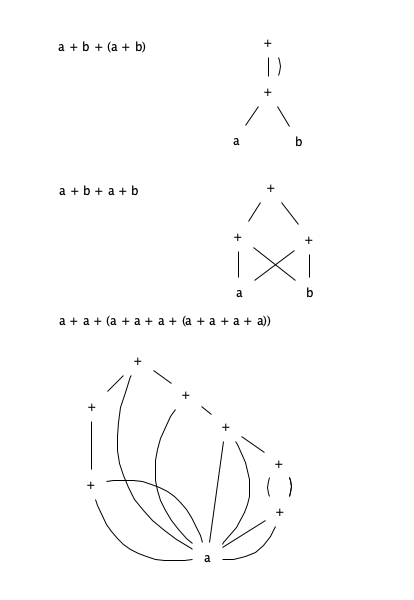 a + b + (a + b)
+
+
a b
a + b + a + b
+
+ +
a b
a + a + (a + a + a + (a + a + a + a))
+
+
+
+
+
+
+
a